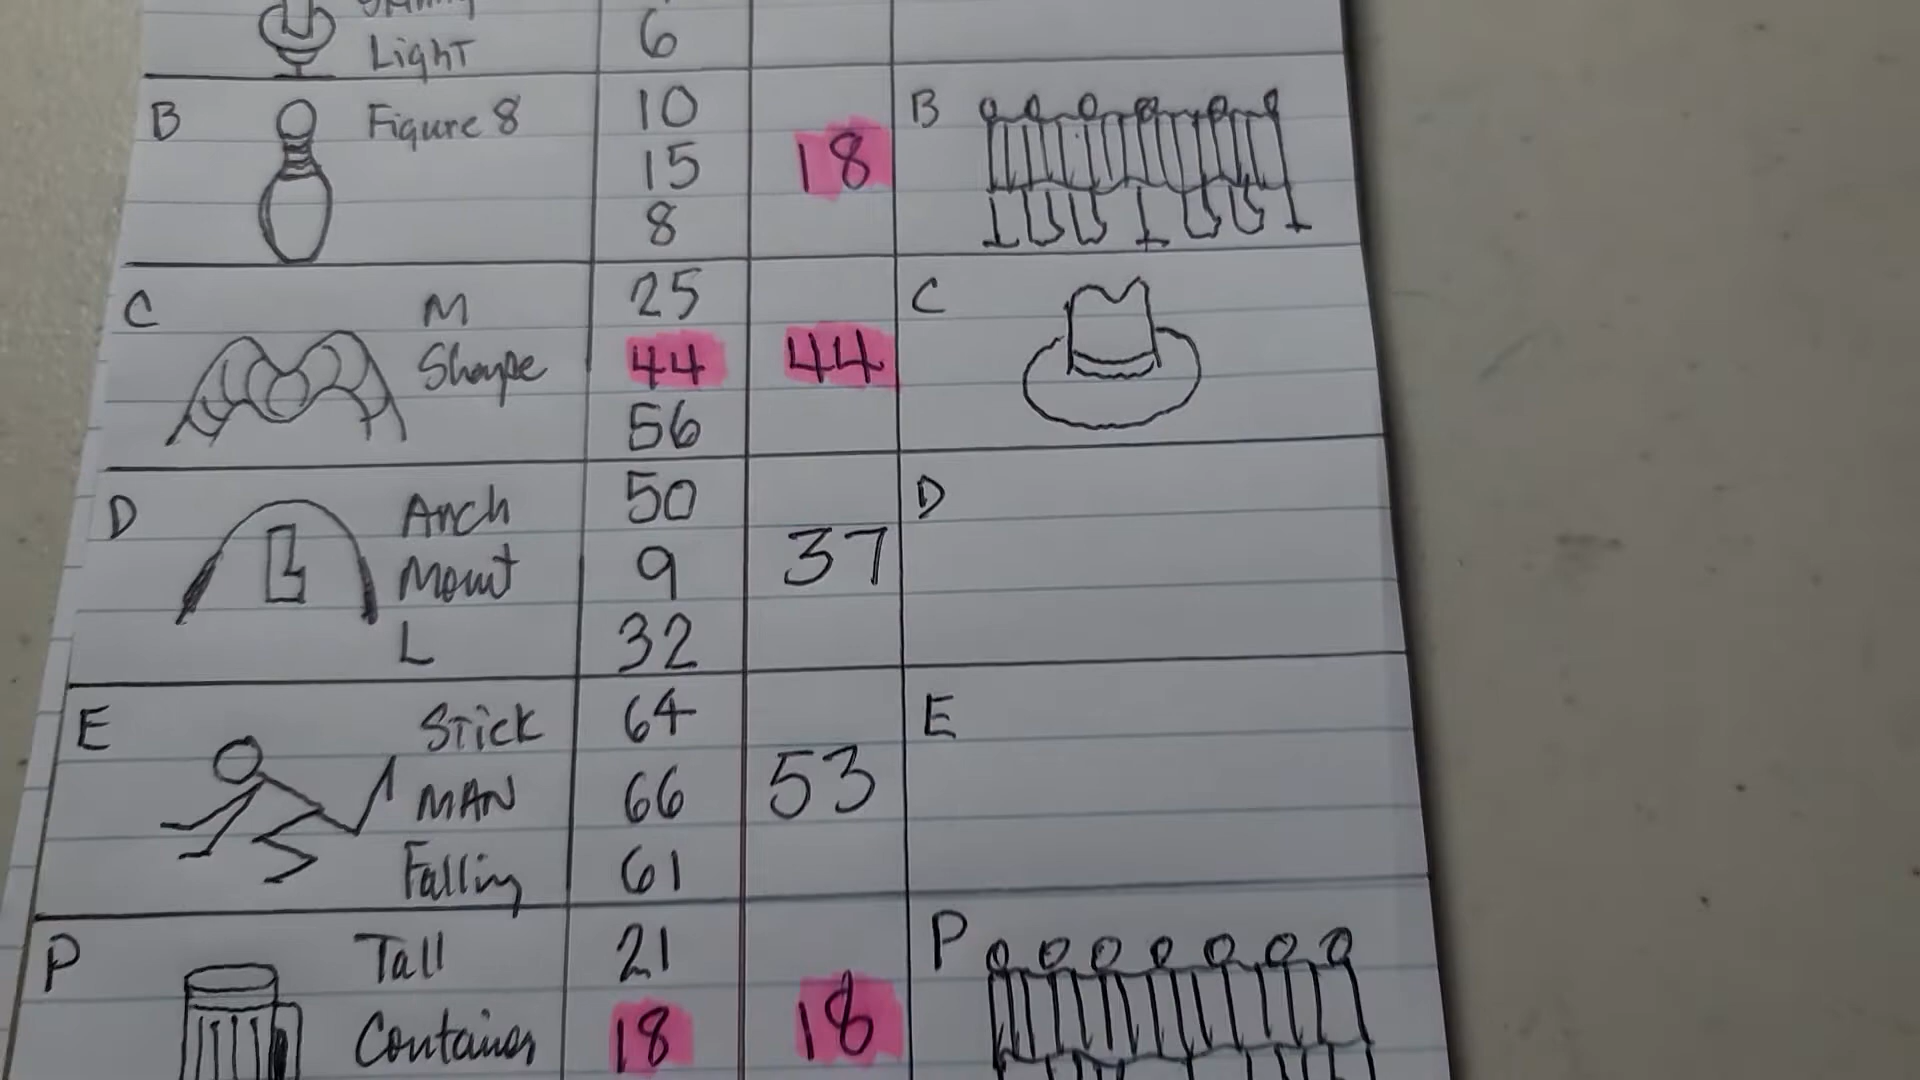 Light
6
B
Figure 8
10
15
8
18
B
C
M
Shape
25
44
56
44
C
D
Arch
Mount
L
50
9
32
37
D
E
Stick
MAN
Falling
64
66
61
53
E
P
Tall
Container
21
18
18
P